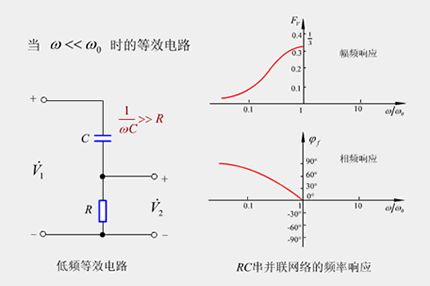 当 ω << ω₀ 时的等效电路
+
1/ωC >> R
C
V̇₁
+
R
V̇₂
−
−
低频等效电路
F_V
0.4
1/3
幅频响应
0.3
0.2
0.1
0.1
1
10
ω/ω₀
φ_f
相频响应
90°
60°
30°
0°
0.1
1
10
ω/ω₀
-30°
-60°
-90°
RC串并联网络的频率响应